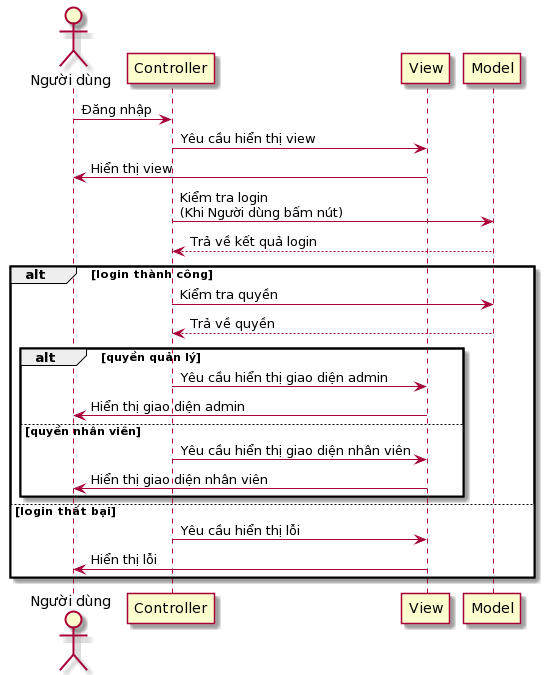 Người dùng
Controller
View
Model
Đăng nhập
Yêu cầu hiển thị view
Hiển thị view
Kiểm tra login
(Khi Người dùng bấm nút)
Trả về kết quả login
alt
[login thành công]
Kiểm tra quyền
Trả về quyền
alt
[quyền quản lý]
Yêu cầu hiển thị giao diện admin
Hiển thị giao diện admin
[quyền nhân viên]
Yêu cầu hiển thị giao diện nhân viên
Hiển thị giao diện nhân viên
[login thất bại]
Yêu cầu hiển thị lỗi
Hiển thị lỗi
Người dùng
Controller
View
Model